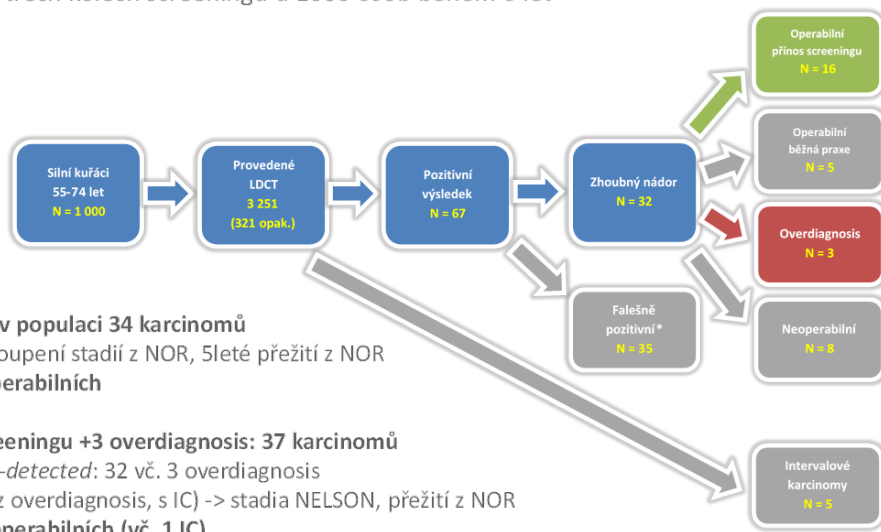 Operabilní
přínos screeningu
N = 16
Silní kuřáci
55-74 let
N = 1 000
Provedené
LDCT
3 251
(321 opak.)
Pozitivní
výsledek
N = 67
Zhoubný nádor
N = 32
Operabilní
běžná praxe
N = 5
Overdiagnosis
N = 3
Falešně
pozitivní*
N = 35
Neoperabilní
N = 8
Intervalové
karcinomy
N = 5
v populaci 34 karcinomů
stadií z NOR, 5leté přežití z NOR
+3 overdiagnosis: 37 karcinomů
-detected: 32 vč. 3 overdiagnosis
z overdiagnosis, s IC) -> stadia NELSON, přežití z NOR
(vč. 1 IC)